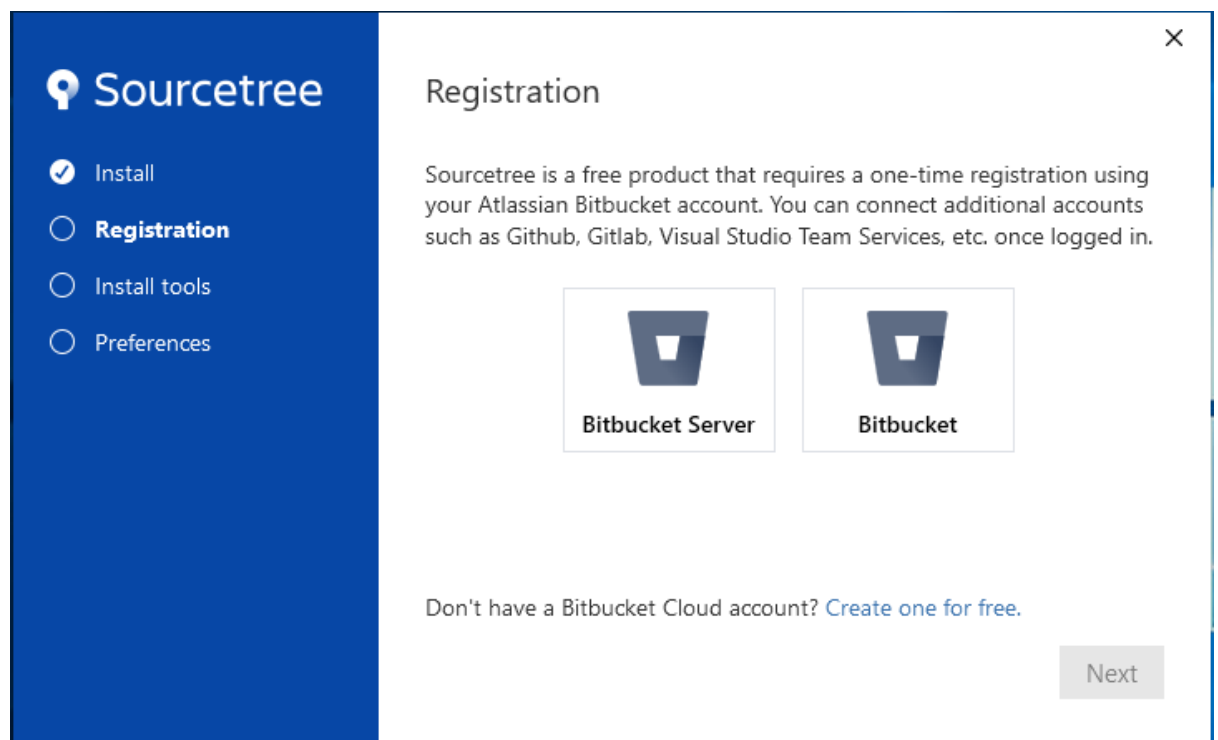 Sourcetree
Install
Registration
Install tools
Preferences
Registration
Sourcetree is a free product that requires a one-time registration using
your Atlassian Bitbucket account. You can connect additional accounts
such as Github, Gitlab, Visual Studio Team Services, etc. once logged in.
Bitbucket Server
Bitbucket
Don't have a Bitbucket Cloud account? Create one for free.
Next